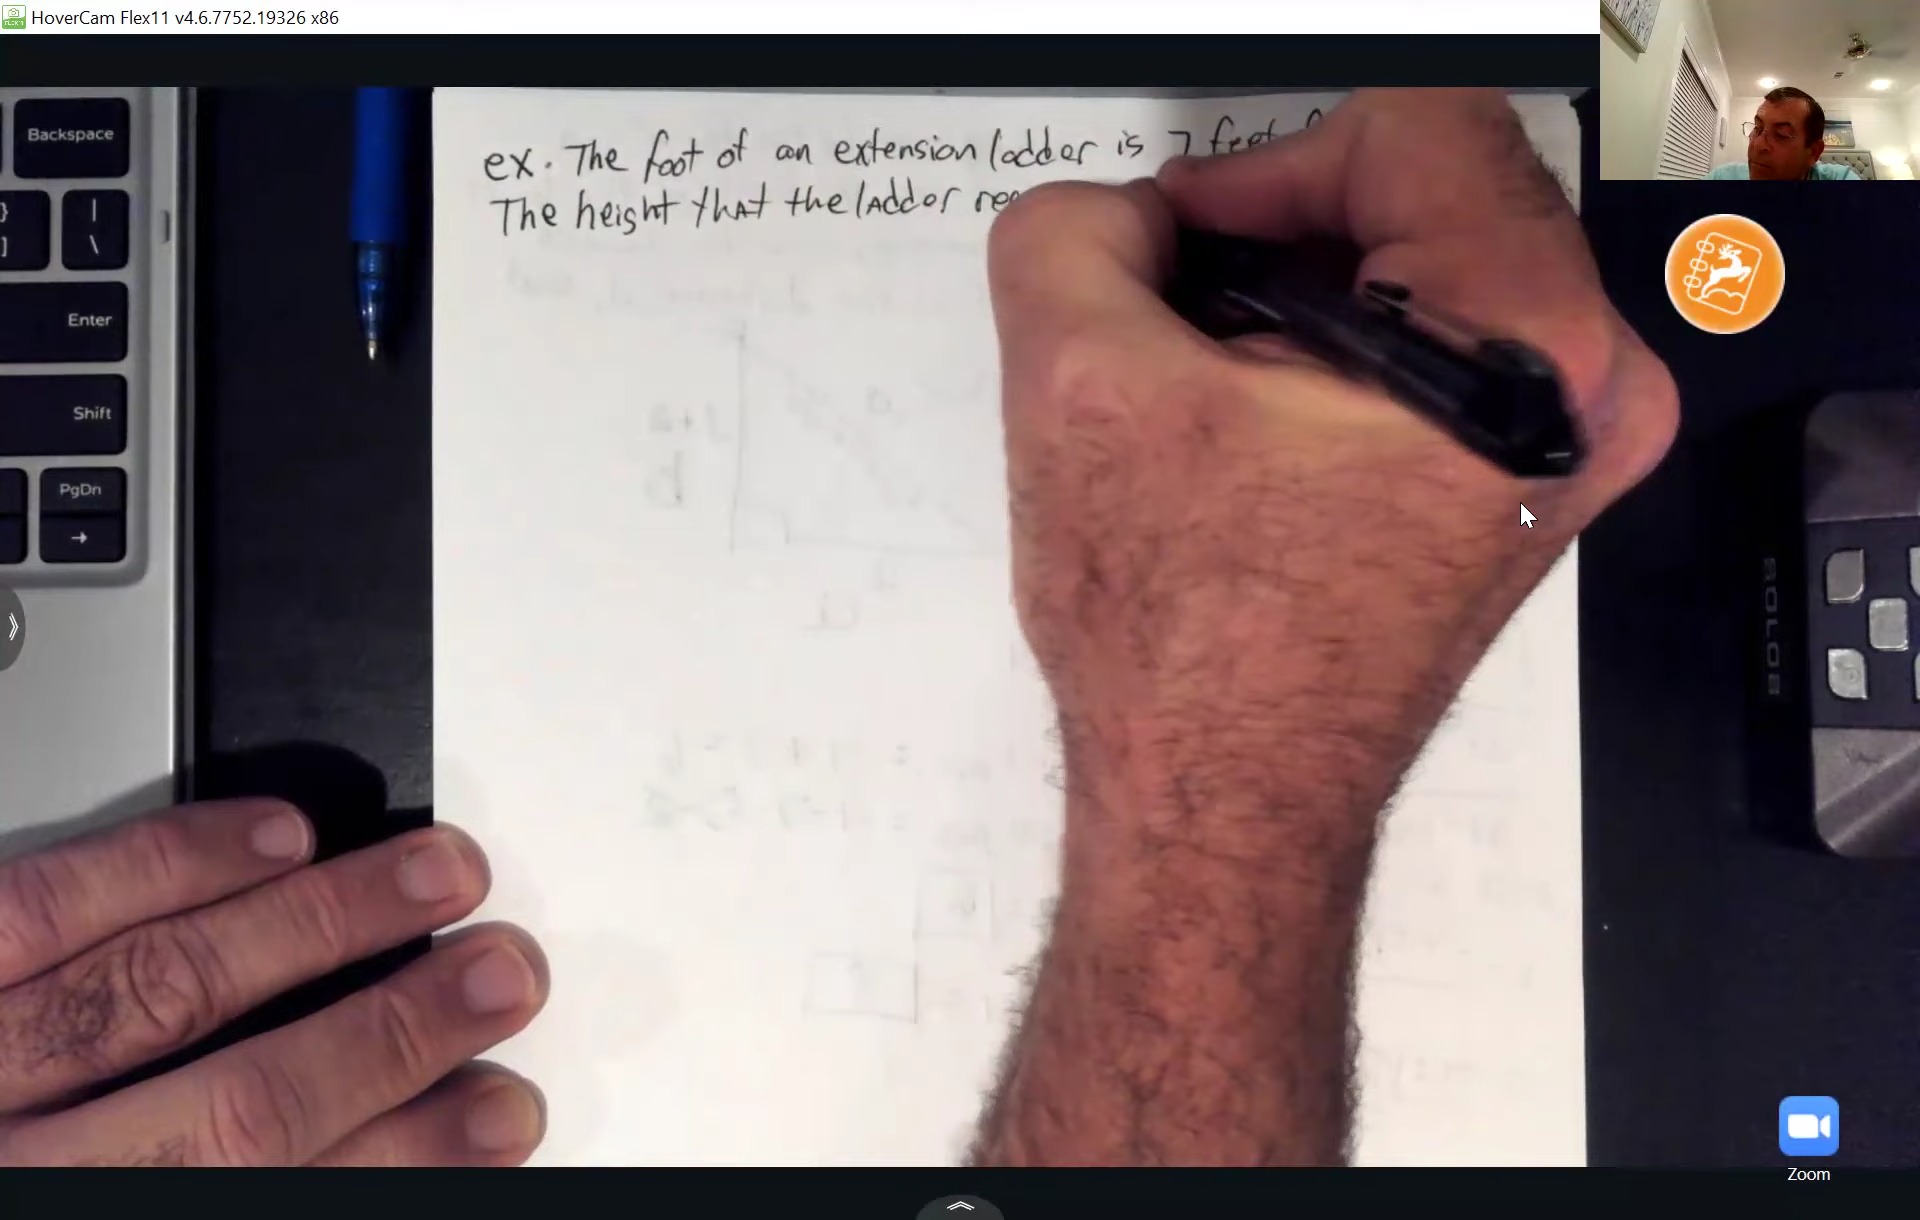 HoverCam Flex11 v4.6.7752.19326 x86
Backspace
}
]
|
\
Enter
Shift
PgDn
→
ex. The foot of an extension ladder is 7 feet
The height that the ladder
SOLO8
Zoom